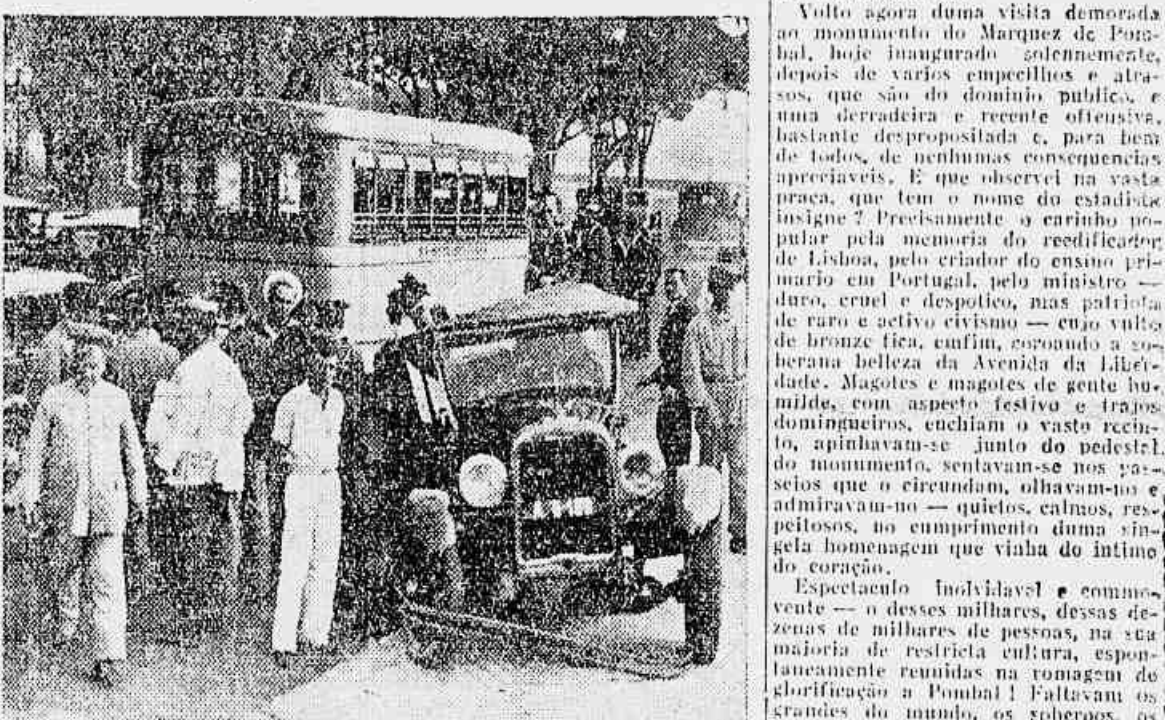 Volto agora duma visita demorada
ao monumento do Marquez de Pom-
bal, hoje inaugurado solennemente,
depois de varios empecilhos e atra-
sos, que são do dominio publico, e
uma derradeira e recente offensiva,
bastante despropositada e, para bem
de todos, de nenhumas consequencias
apreciaveis. E que observei na vasta
praça, que tem o nome do estadista
insigne? Precisamente o carinho po-
pular pela memoria do reedificador
de Lisboa, pelo criador do ensino pri-
mario em Portugal, pelo ministro —
duro, cruel e despotico, mas patriota
de raro e activo civismo — cujo vulto
de bronze fica, emfim, coroando a so-
berana belleza da Avenida da Liber-
dade. Magotes e magotes de gente hu-
milde, com aspecto festivo e trajos
domingueiros, enchiam o vasto recin-
to, apinhavam-se junto do pedestal
do monumento, sentavam-se nos pas-
seios que o circundam, olhavam-no e
admiravam-no — quietos, calmos, res-
peitosos, no cumprimento duma sin-
gela homenagem que vinha do intimo
do coração.
Espectaculo inolvidavel e commo-
vente — o desses milhares, dessas de-
zenas de milhares de pessoas, na sua
maioria de restricta cultura, espon-
taneamente reunidas na romagem de
glorificação a Pombal! Faltavam os
grandes do mundo, os soberbos, os